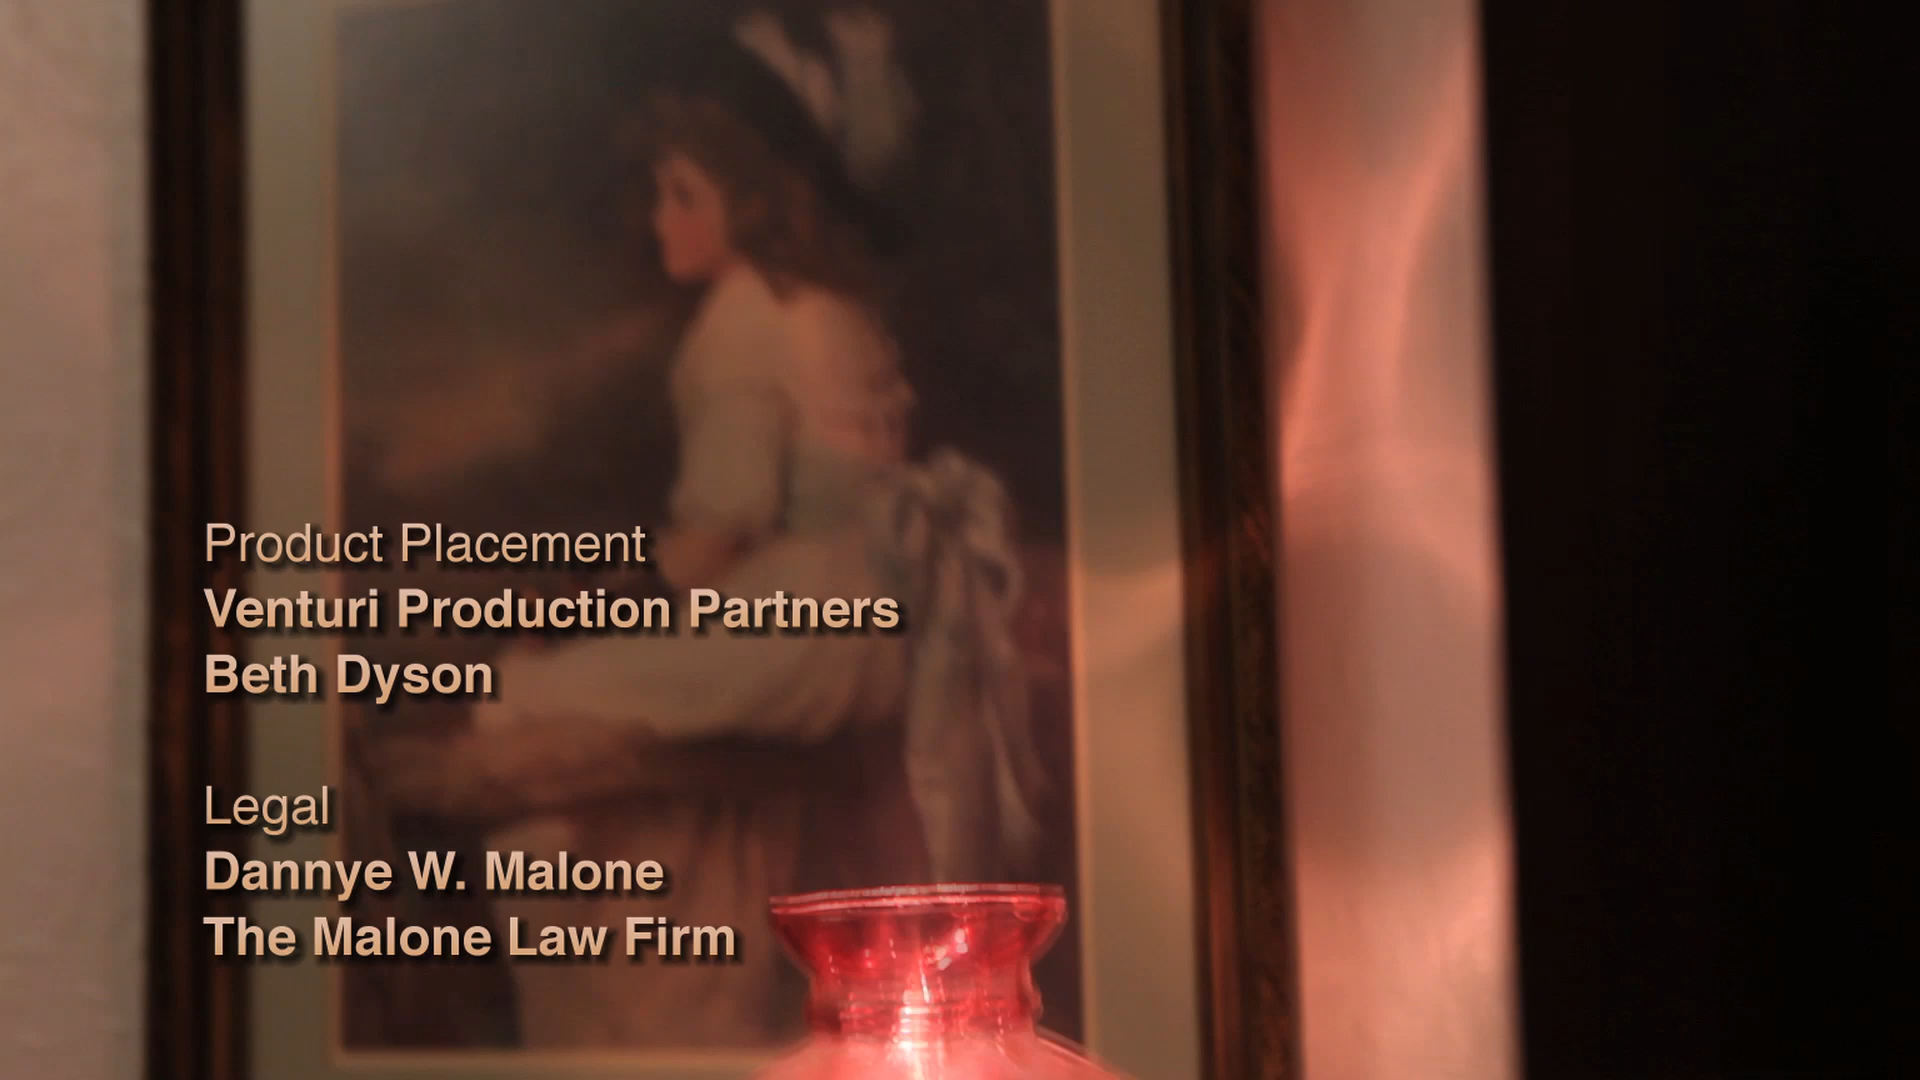 Product Placement
Venturi Production Partners
Beth Dyson
Legal
Dannye W. Malone
The Malone Law Firm